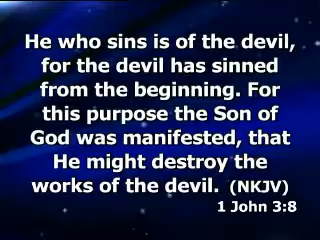 He who sins is of the devil,
for the devil has sinned
from the beginning. For
this purpose the Son of
God was manifested, that
He might destroy the
works of the devil. (NKJV)
1 John 3:8